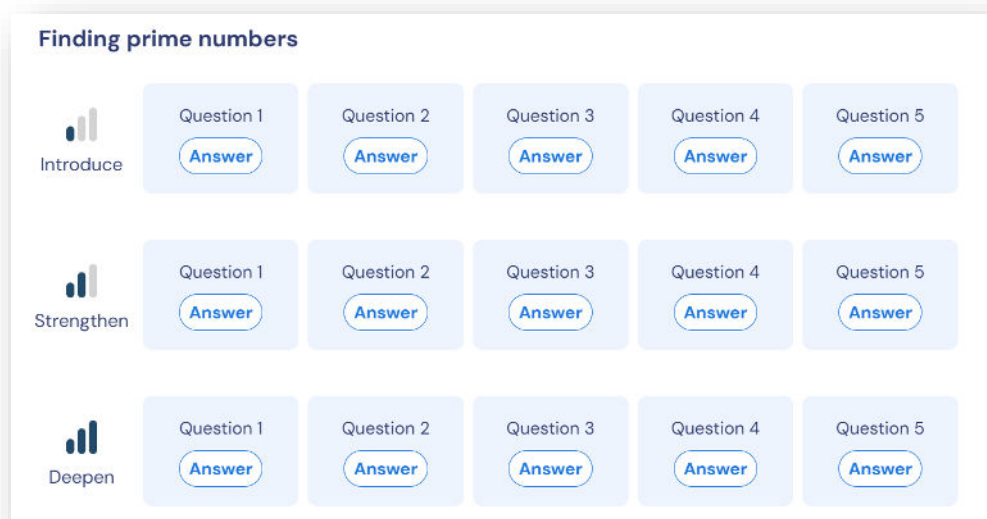 Finding prime numbers
Question 1 Question 2 Question 3 Question 4 Question 5
Answer Answer Answer Answer Answer
Introduce
Question 1 Question 2 Question 3 Question 4 Question 5
Answer Answer Answer Answer Answer
Strengthen
Question 1 Question 2 Question 3 Question 4 Question 5
Answer Answer Answer Answer Answer
Deepen